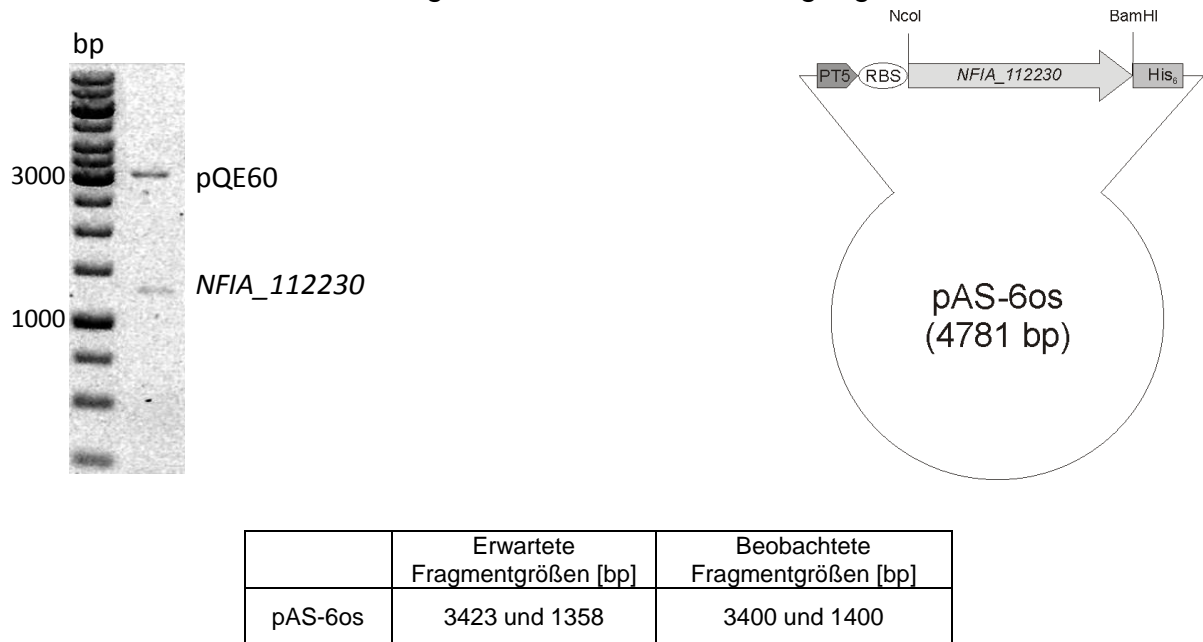 bp
3000
pQE60
NFIA_112230
1000
NcoI
BamHI
PT5
RBS
NFIA_112230
His₆
pAS-6os
(4781 bp)
Erwartete
Fragmentgrößen [bp]
Beobachtete
Fragmentgrößen [bp]
pAS-6os
3423 und 1358
3400 und 1400